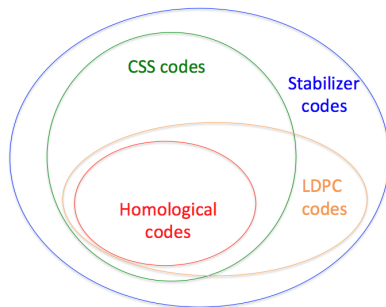 CSS codes
Stabilizer
codes
LDPC
codes
Homological
codes